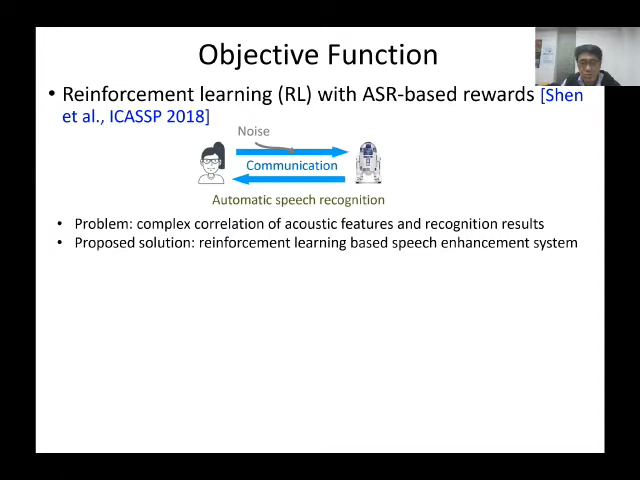 Objective Function
• Reinforcement learning (RL) with ASR-based rewards [Shen
et al., ICASSP 2018]
Noise
Communication
Automatic speech recognition
• Problem: complex correlation of acoustic features and recognition results
• Proposed solution: reinforcement learning based speech enhancement system